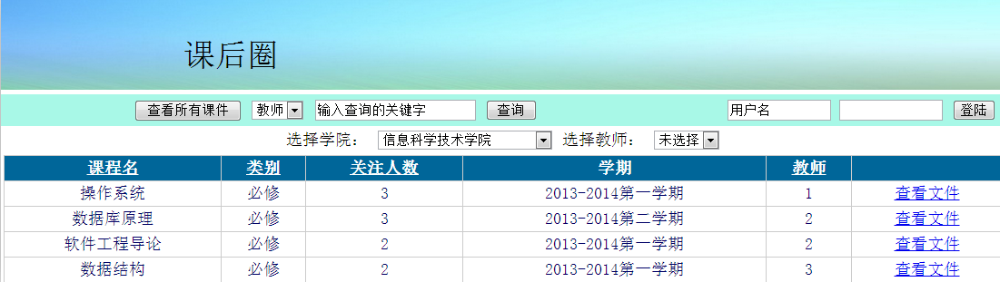 课后圈
查看所有课件 教师 输入查询的关键字 查询 用户名 登陆
选择学院： 信息科学技术学院 选择教师： 未选择
课程名 类别 关注人数 学期 教师
操作系统 必修 3 2013-2014第一学期 1 查看文件
数据库原理 必修 3 2013-2014第二学期 2 查看文件
软件工程导论 必修 2 2013-2014第一学期 2 查看文件
数据结构 必修 2 2013-2014第一学期 3 查看文件